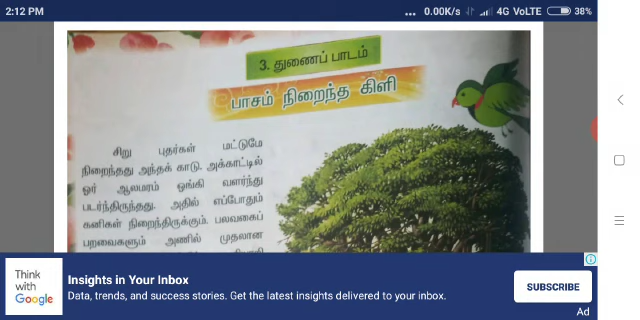 2:12 PM
... 0.00K/s 4G VoLTE 38%
3. துணைப் பாடம்
பாசம் நிறைந்த கிளி
சிறு புதர்கள் மட்டுமே
நிறைந்தது அந்தக் காடு. அக்காட்டில்
ஓர் ஆலமரம் ஓங்கி வளர்ந்து
படர்ந்திருந்தது. அதில் எப்போதும்
கனிகள் நிறைந்திருக்கும். பலவகைப்
பறவைகளும் அணில் முதலான
Think
with
Google
Insights in Your Inbox
Data, trends, and success stories. Get the latest insights delivered to your inbox.
SUBSCRIBE
Ad